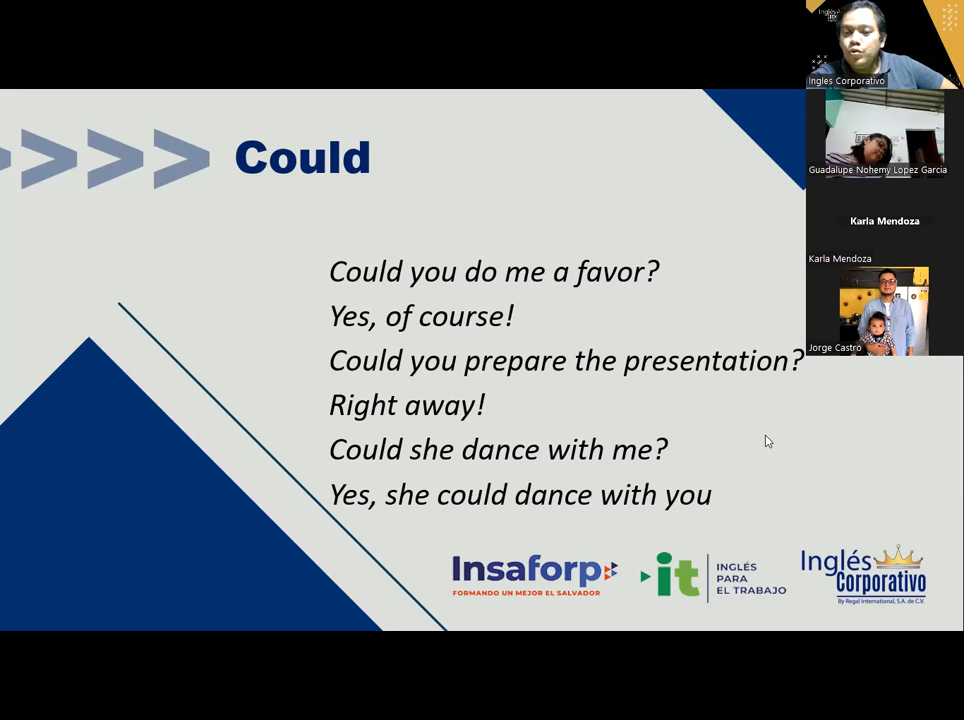 Could
Could you do me a favor?
Yes, of course!
Could you prepare the presentation?
Right away!
Could she dance with me?
Yes, she could dance with you
Insaforp
FORMANDO UN MEJOR EL SALVADOR
it
INGLÉS
PARA
EL TRABAJO
Inglés
Corporativo
By Regal International, S.A. de C.V.
Inglés
Ingles Corporativo
Guadalupe Nohemy Lopez Garcia
Karla Mendoza
Karla Mendoza
Jorge Castro